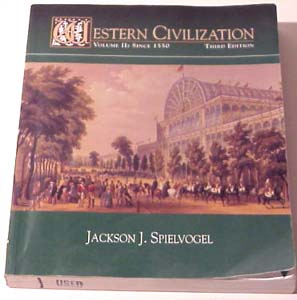 WESTERN CIVILIZATION
VOLUME II: SINCE 1550 THIRD EDITION
JACKSON J. SPIELVOGEL
USED